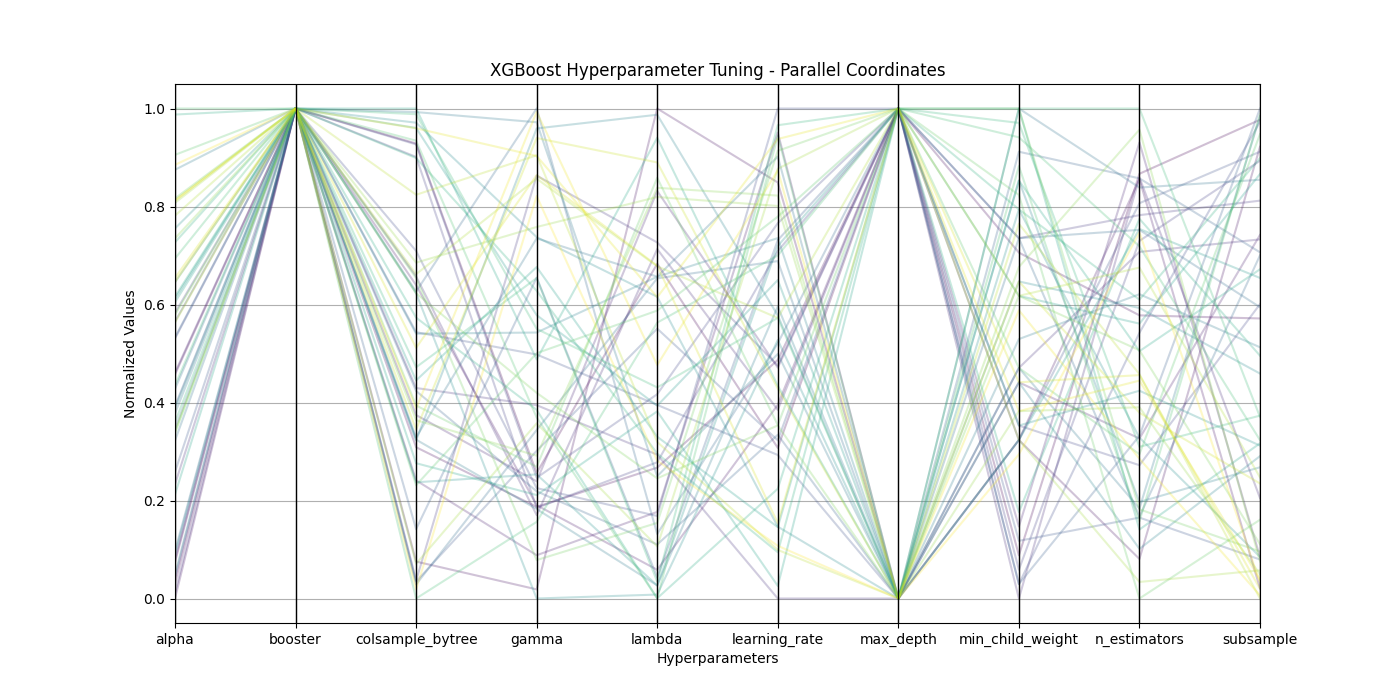 XGBoost Hyperparameter Tuning - Parallel Coordinates
1.0
0.8
0.6
0.4
0.2
0.0
Normalized Values
alpha booster colsample_bytree gamma lambda learning_rate max_depth min_child_weight n_estimators subsample
Hyperparameters